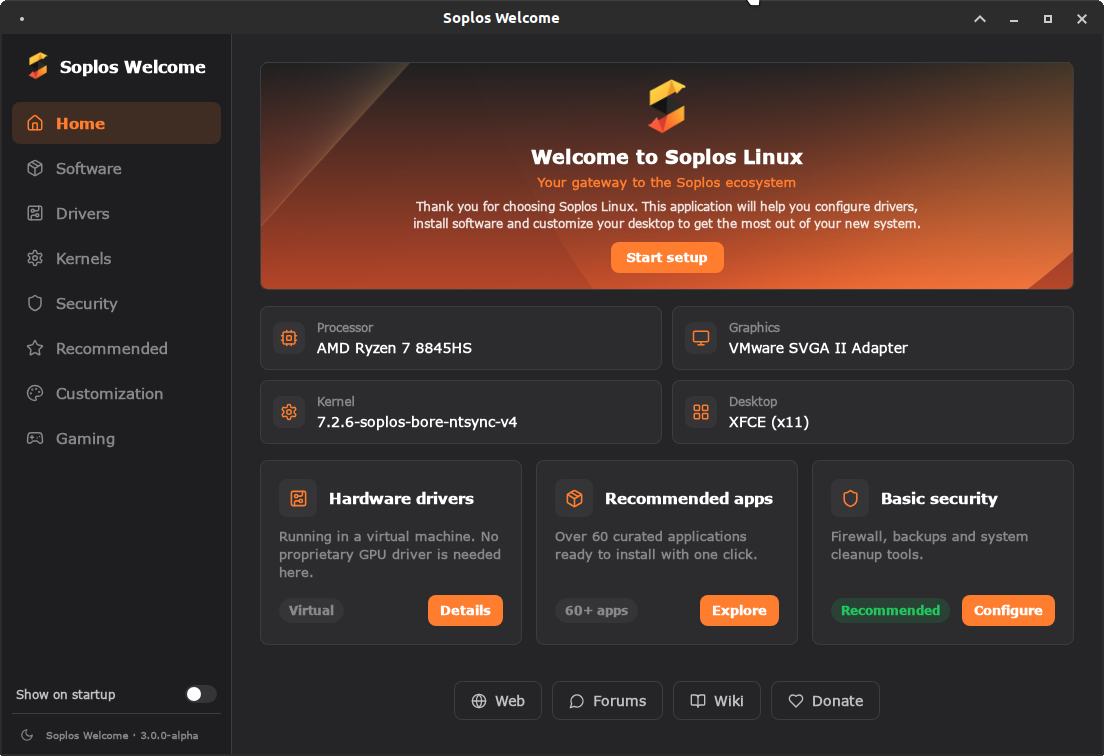 Soplos Welcome
Soplos Welcome
Home
Software
Drivers
Kernels
Security
Recommended
Customization
Gaming
Show on startup
Soplos Welcome · 3.0.0-alpha
Welcome to Soplos Linux
Your gateway to the Soplos ecosystem
Thank you for choosing Soplos Linux. This application will help you configure drivers,
install software and customize your desktop to get the most out of your new system.
Start setup
Processor
AMD Ryzen 7 8845HS
Graphics
VMware SVGA II Adapter
Kernel
7.2.6-soplos-bore-ntsync-v4
Desktop
XFCE (x11)
Hardware drivers
Running in a virtual machine. No
proprietary GPU driver is needed
here.
Virtual
Details
Recommended apps
Over 60 curated applications
ready to install with one click.
60+ apps
Explore
Basic security
Firewall, backups and system
cleanup tools.
Recommended
Configure
Web
Forums
Wiki
Donate